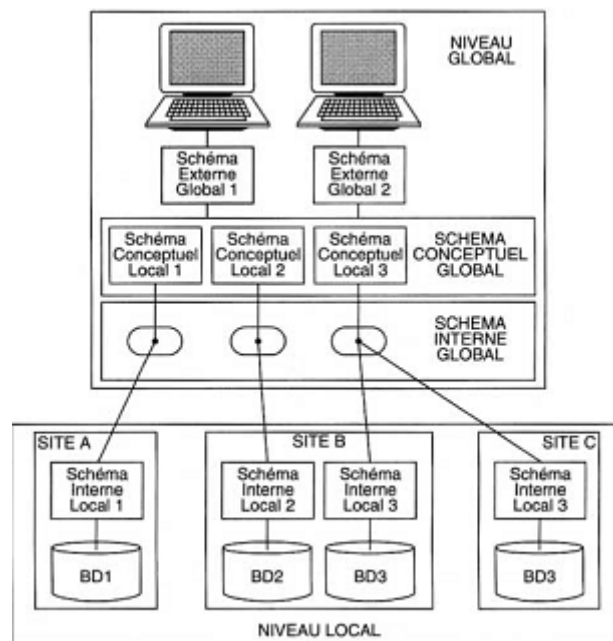 NIVEAU
GLOBAL
Schéma
Externe
Global 1
Schéma
Externe
Global 2
Schéma
Conceptuel
Local 1
Schéma
Conceptuel
Local 2
Schéma
Conceptuel
Local 3
SCHEMA
CONCEPTUEL
GLOBAL
SCHEMA
INTERNE
GLOBAL
SITE A
SITE B
SITE C
Schéma
Interne
Local 1
Schéma
Interne
Local 2
Schéma
Interne
Local 3
Schéma
Interne
Local 3
BD1
BD2
BD3
BD3
NIVEAU LOCAL